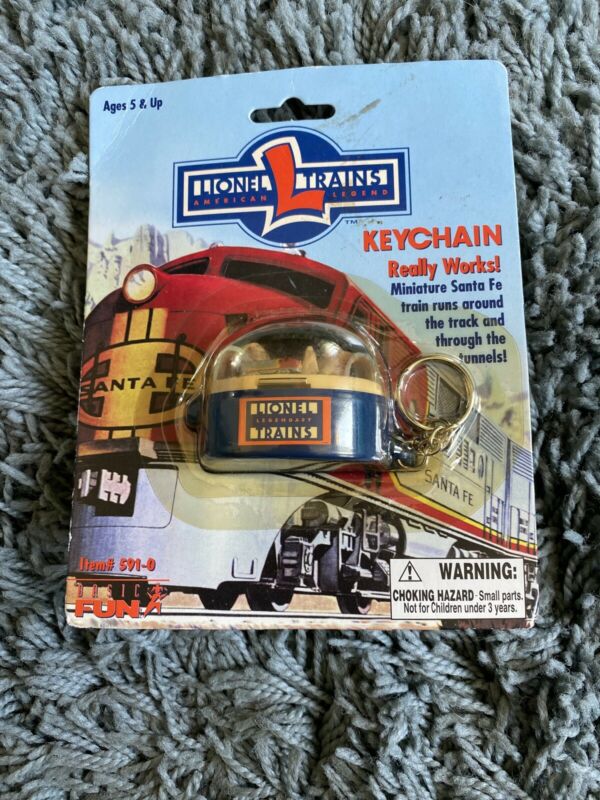 Ages 5 & Up
LIONEL L TRAINS
AMERICAN LEGEND
TM
KEYCHAIN
Really Works!
Miniature Santa Fe
train runs around
the track and
through the
tunnels!
SANTA FE
LIONEL
LEGENDARY
TRAINS
SANTA FE
Item# 591-0
BASIC
FUN
WARNING:
CHOKING HAZARD-Small parts.
Not for Children under 3 years.